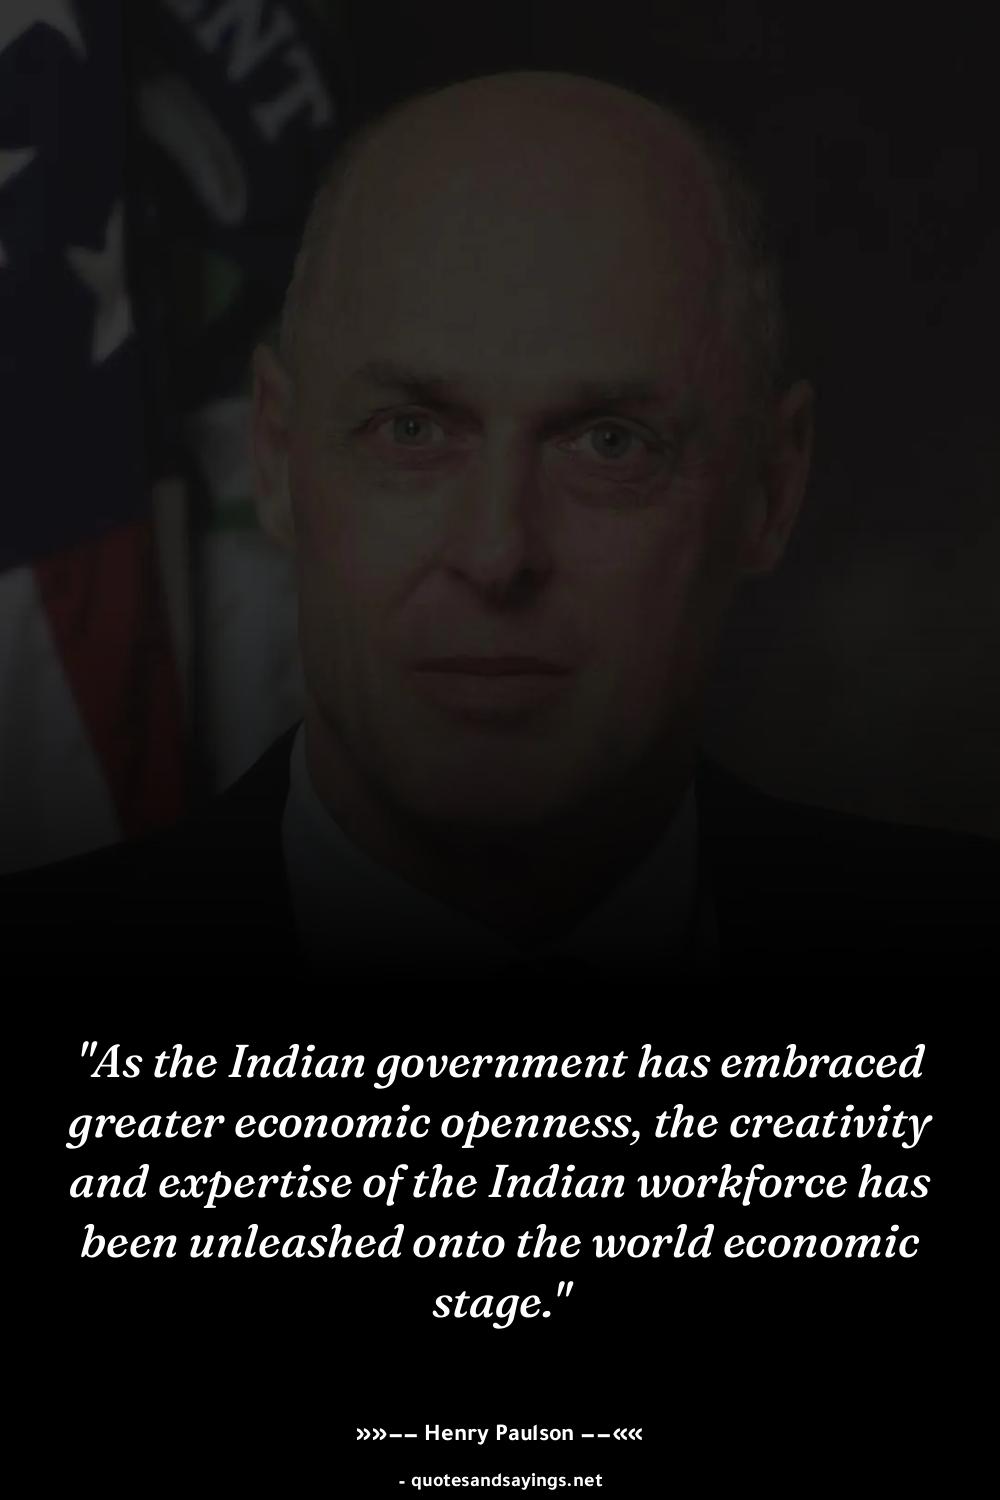 ENT
"As the Indian government has embraced
greater economic openness, the creativity
and expertise of the Indian workforce has
been unleashed onto the world economic
stage."
»»−− Henry Paulson −−««
- quotesandsayings.net